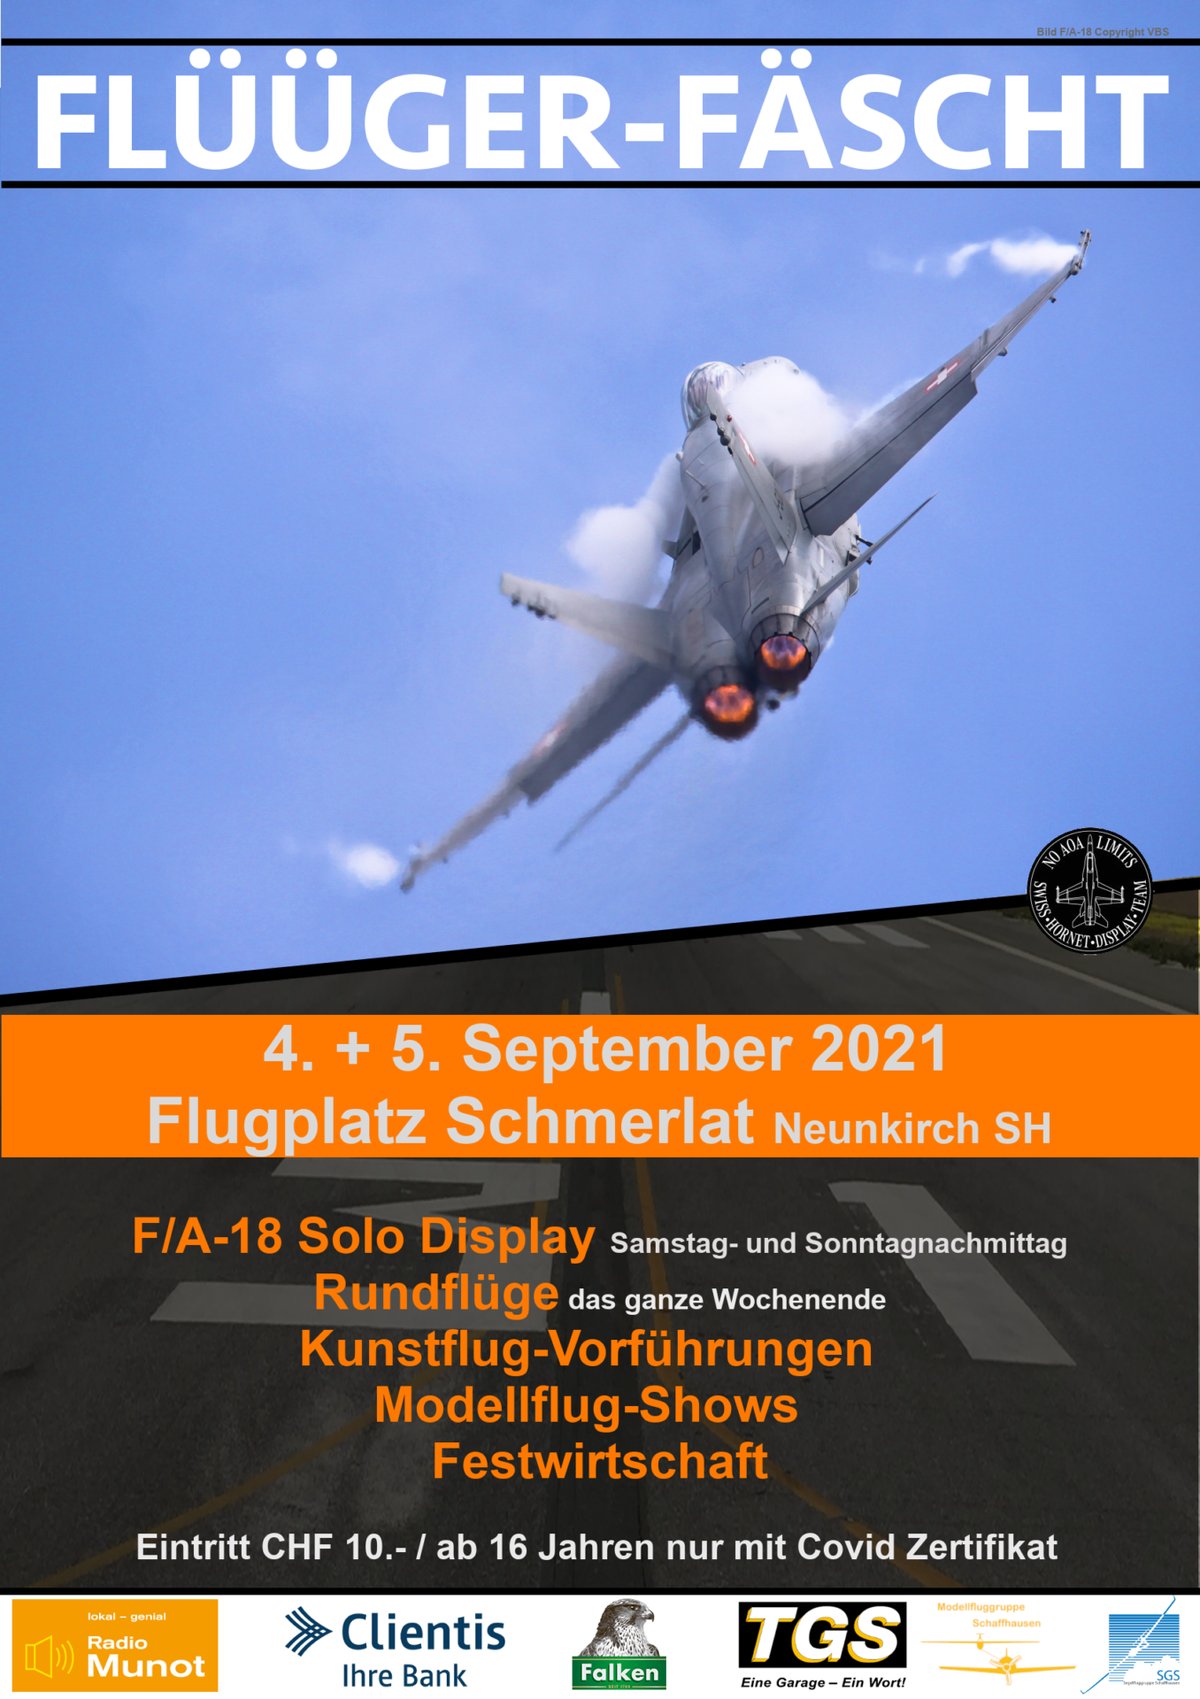 Bild F/A-18 Copyright VBS
FLÜÜGER-FÄSCHT
NO AOA LIMITS
SWISS•HORNET•DISPLAY•TEAM
4. + 5. September 2021
Flugplatz Schmerlat Neunkirch SH
F/A-18 Solo Display Samstag- und Sonntagnachmittag
Rundflüge das ganze Wochenende
Kunstflug-Vorführungen
Modellflug-Shows
Festwirtschaft
Eintritt CHF 10.- / ab 16 Jahren nur mit Covid Zertifikat
lokal – genial
Radio
Munot
Clientis
Ihre Bank
Falken
TGS
Eine Garage – Ein Wort!
Modellfluggruppe
Schaffhausen
SGS
Segelfluggruppe Schaffhausen